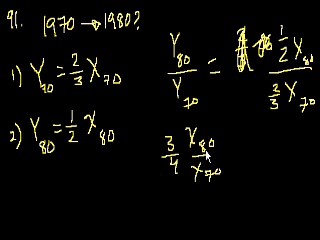 91. 1970 → 1980?
1) Y₇₀ = 2/3 X₇₀
2) Y₈₀ = 1/2 X₈₀
Y₈₀ / Y₇₀ = 1/2 X₈₀ / 2/3 X₇₀
3/4 X₈₀ / X₇₀